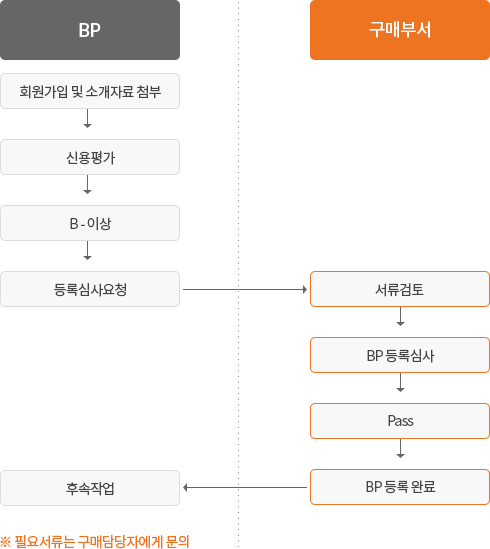 BP
구매부서
회원가입 및 소개자료 첨부
신용평가
B - 이상
등록심사요청
서류검토
BP 등록심사
Pass
후속작업
BP 등록 완료
※ 필요서류는 구매담당자에게 문의